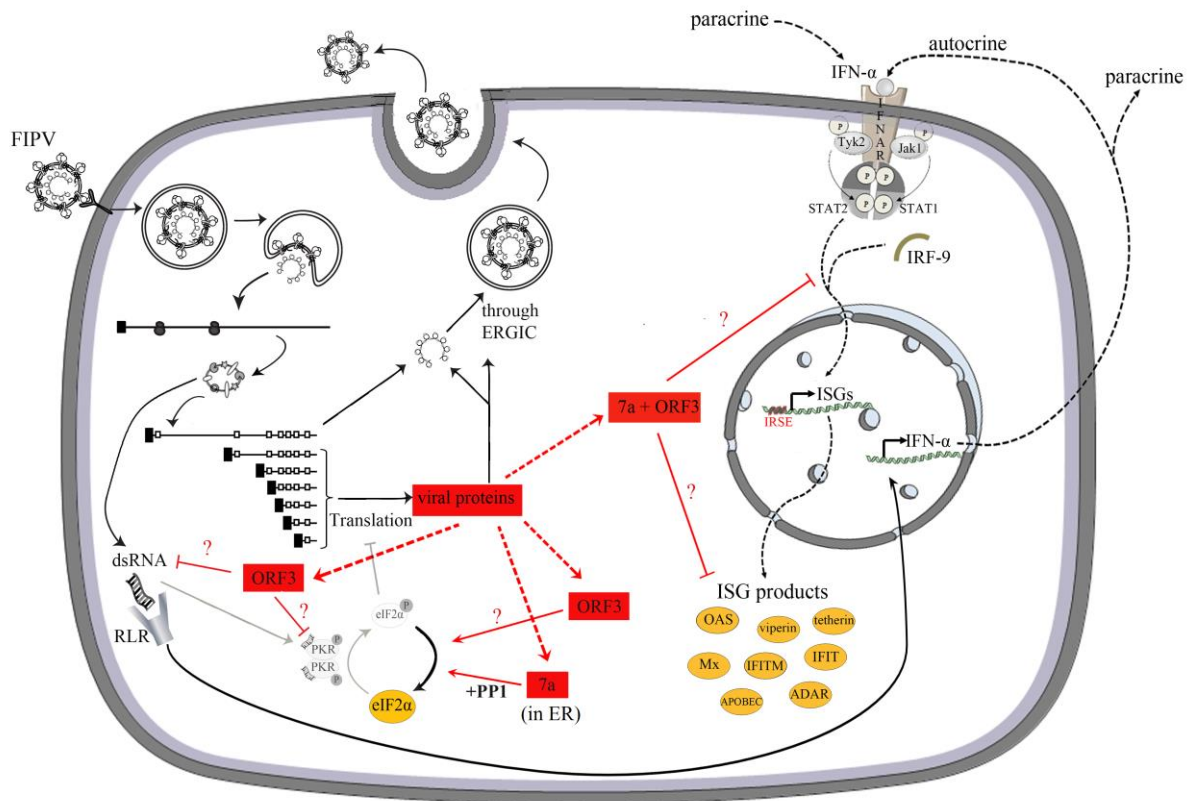 paracrine
autocrine
IFN-α
paracrine
FIPV
P
P
I
F
N
A
R
Tyk2
Jak1
P
P
STAT2
P
P
STAT1
IRF-9
through
ERGIC
?
7a + ORF3
ISGs
IRSE
IFN-α
?
viral proteins
Translation
dsRNA
?
ORF3
ISG products
?
ORF3
RLR
eIF2α
P
?
OAS
viperin
tetherin
PKR
P
PKR
P
Mx
IFITM
IFIT
+PP1
7a
eIF2α
(in ER)
APOBEC
ADAR